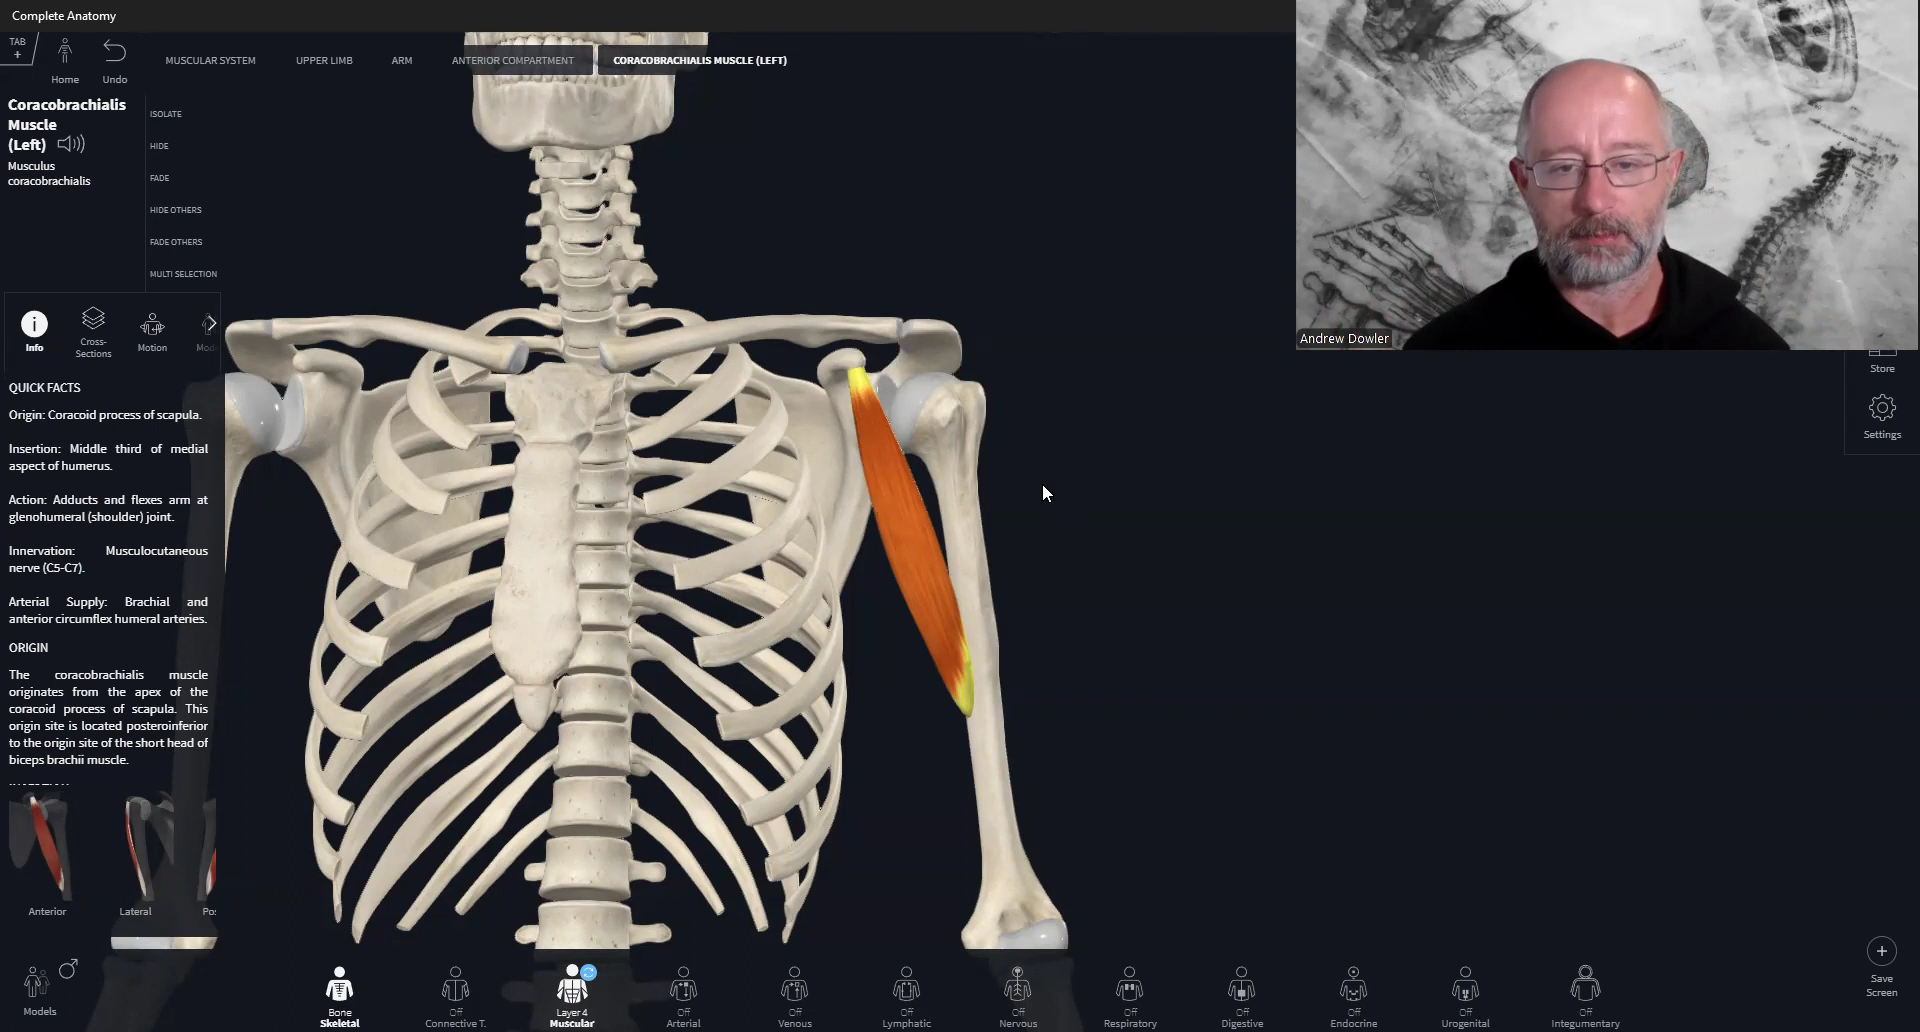 Complete Anatomy
TAB
+
Home
Undo
MUSCULAR SYSTEM
UPPER LIMB
ARM
ANTERIOR COMPARTMENT
CORACOBRACHIALIS MUSCLE (LEFT)
Coracobrachialis
Muscle
(Left)
Musculus
coracobrachialis
ISOLATE
HIDE
FADE
HIDE OTHERS
FADE OTHERS
MULTI SELECTION
Info
Cross-
Sections
Motion
QUICK FACTS
Origin: Coracoid process of scapula.
Insertion: Middle third of medial
aspect of humerus.
Action: Adducts and flexes arm at
glenohumeral (shoulder) joint.
Innervation: Musculocutaneous
nerve (C5-C7).
Arterial Supply: Brachial and
anterior circumflex humeral arteries.
ORIGIN
The coracobrachialis muscle
originates from the apex of the
coracoid process of scapula. This
origin site is located posteroinferior
to the origin site of the short head of
biceps brachii muscle.
Anterior
Lateral
Pos
Models
Bone
Skeletal
Off
Connective T.
Layer 4
Muscular
Off
Arterial
Off
Venous
Off
Lymphatic
Off
Nervous
Off
Respiratory
Off
Digestive
Off
Endocrine
Off
Urogenital
Off
Integumentary
Andrew Dowler
Store
Settings
Save
Screen